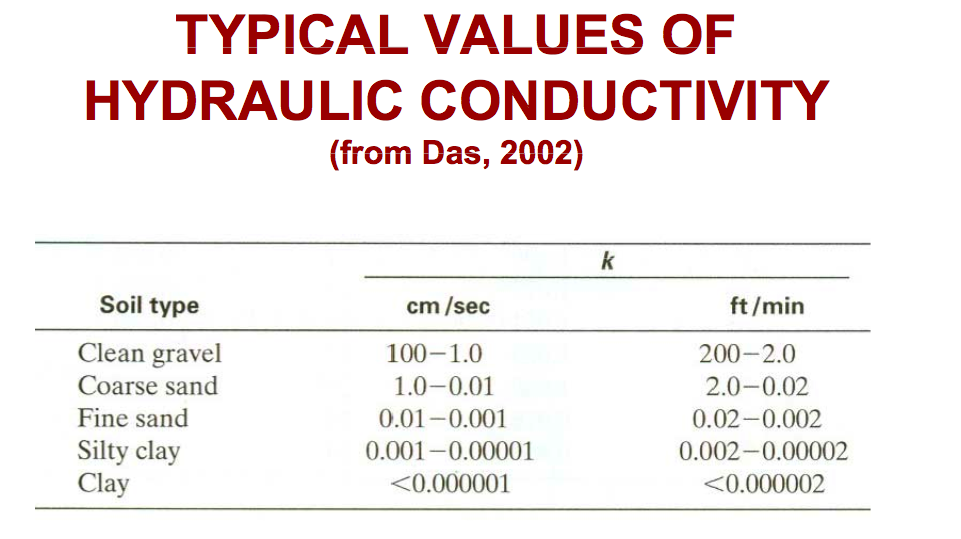 TYPICAL VALUES OF
HYDRAULIC CONDUCTIVITY
(from Das, 2002)
k
Soil type cm/sec ft/min
Clean gravel 100–1.0 200–2.0
Coarse sand 1.0–0.01 2.0–0.02
Fine sand 0.01–0.001 0.02–0.002
Silty clay 0.001–0.00001 0.002–0.00002
Clay <0.000001 <0.000002